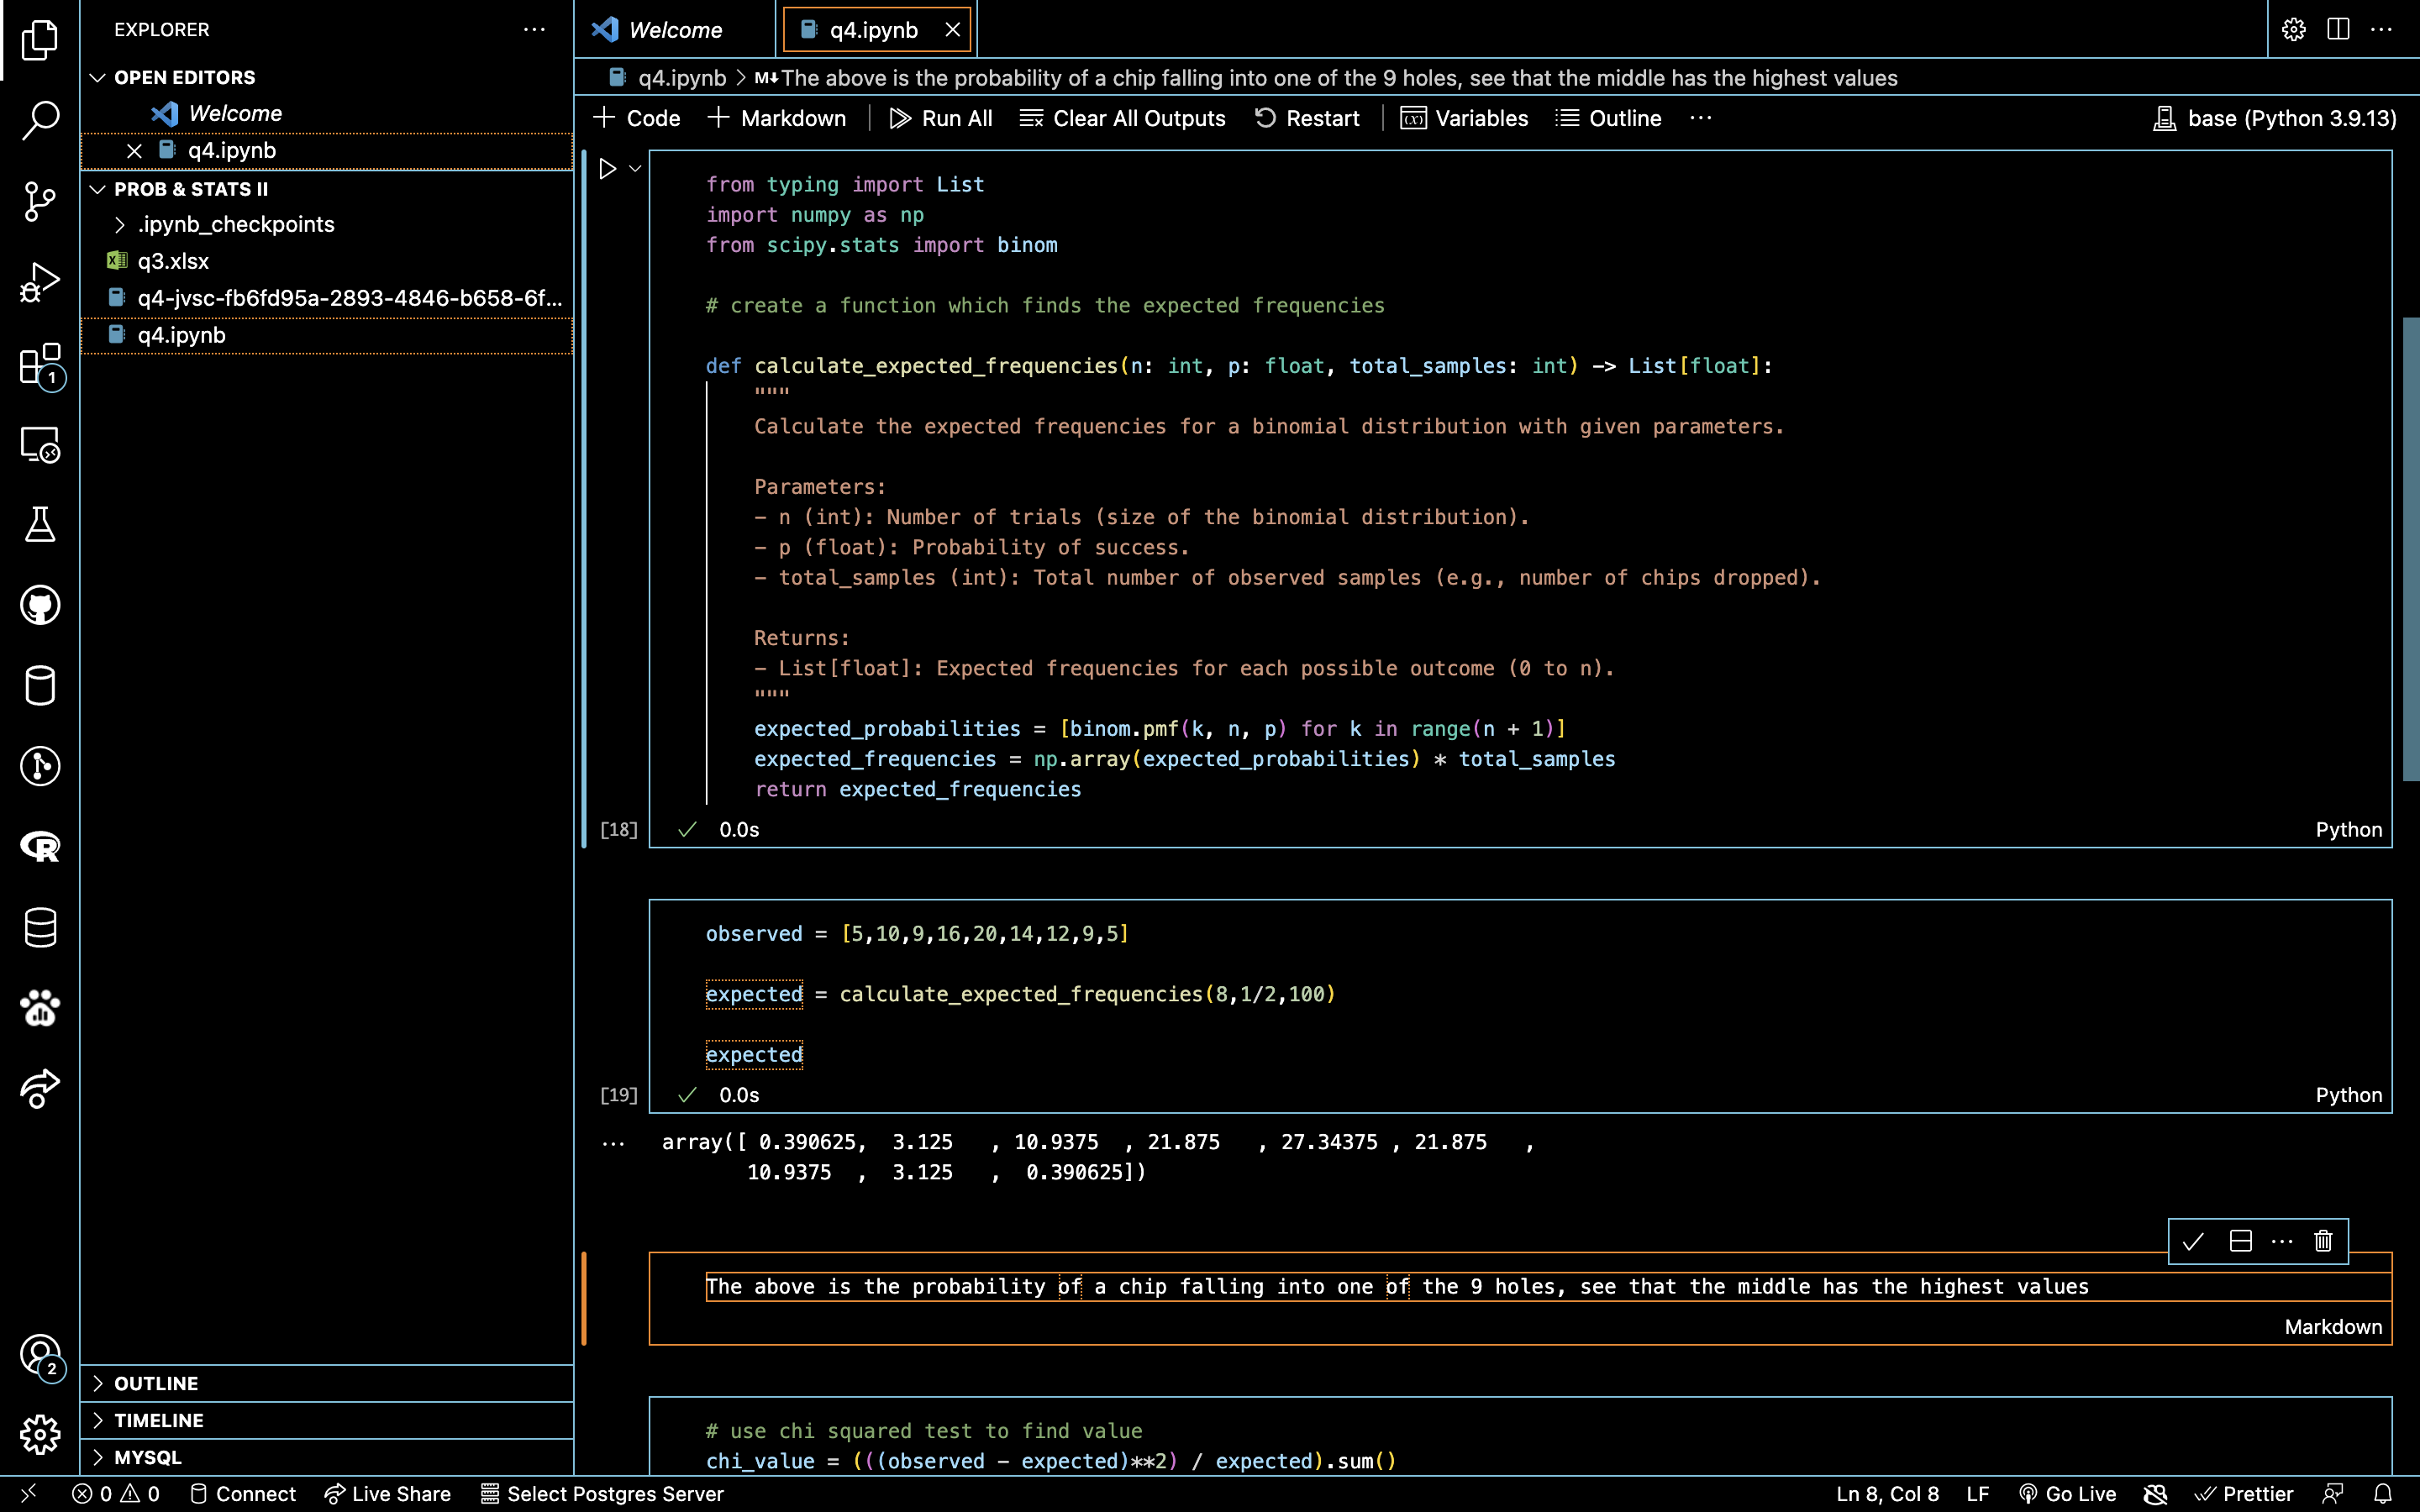 EXPLORER
OPEN EDITORS
Welcome
q4.ipynb
PROB & STATS II
.ipynb_checkpoints
q3.xlsx
q4-jvsc-fb6fd95a-2893-4846-b658-6f...
q4.ipynb
1
2
OUTLINE
TIMELINE
MYSQL
Welcome
q4.ipynb
q4.ipynb > M↓The above is the probability of a chip falling into one of the 9 holes, see that the middle has the highest values
+ Code + Markdown Run All Clear All Outputs Restart Variables Outline ... base (Python 3.9.13)
from typing import List
import numpy as np
from scipy.stats import binom
# create a function which finds the expected frequencies
def calculate_expected_frequencies(n: int, p: float, total_samples: int) -> List[float]:
"""
Calculate the expected frequencies for a binomial distribution with given parameters.
Parameters:
- n (int): Number of trials (size of the binomial distribution).
- p (float): Probability of success.
- total_samples (int): Total number of observed samples (e.g., number of chips dropped).
Returns:
- List[float]: Expected frequencies for each possible outcome (0 to n).
"""
expected_probabilities = [binom.pmf(k, n, p) for k in range(n + 1)]
expected_frequencies = np.array(expected_probabilities) * total_samples
return expected_frequencies
[18] 0.0s Python
observed = [5,10,9,16,20,14,12,9,5]
expected = calculate_expected_frequencies(8,1/2,100)
expected
[19] 0.0s Python
... array([ 0.390625, 3.125 , 10.9375 , 21.875 , 27.34375 , 21.875 ,
10.9375 , 3.125 , 0.390625])
The above is the probability of a chip falling into one of the 9 holes, see that the middle has the highest values
Markdown
# use chi squared test to find value
chi_value = (((observed - expected)**2) / expected).sum()
0 0 Connect Live Share Select Postgres Server Ln 8, Col 8 LF Go Live Prettier